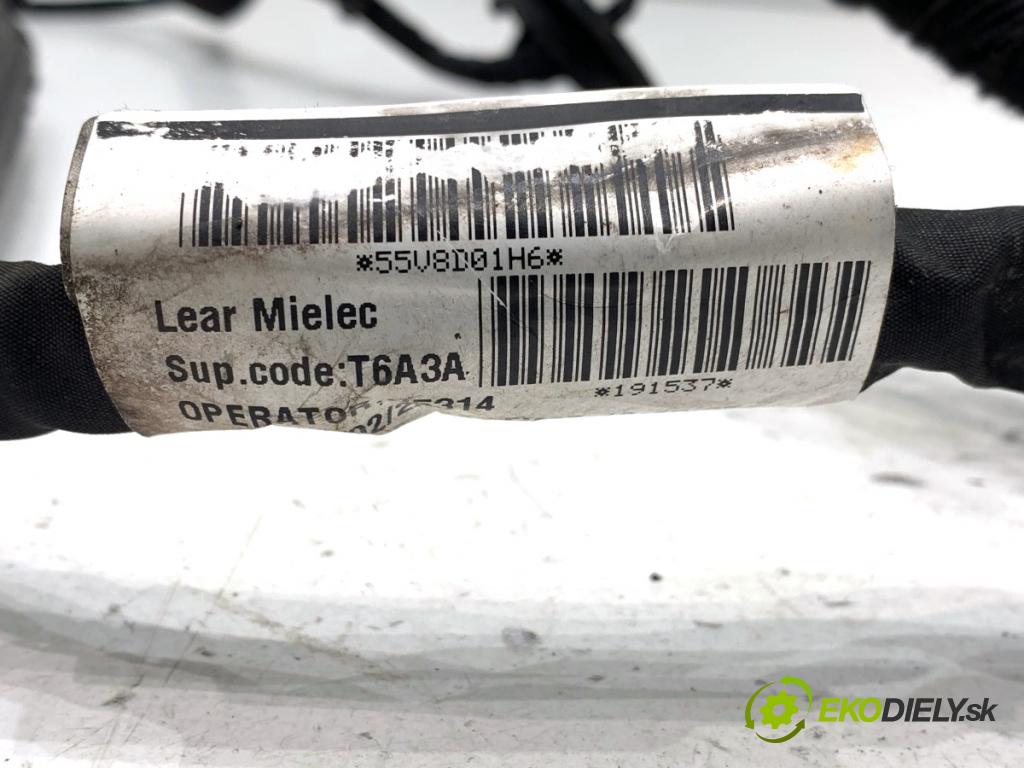 *55V8D01H6*
Lear Mielec
Sup.code:T6A3A
*191537*
EKODIELY.sk